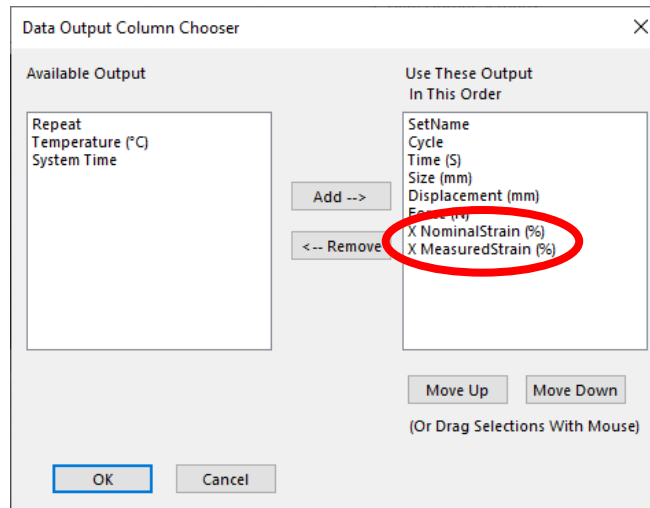 Data Output Column Chooser
Available Output
Use These Output
In This Order
Repeat
Temperature (°C)
System Time
Add -->
<-- Remove
SetName
Cycle
Time (S)
Size (mm)
Displacement (mm)
Force (N)
X NominalStrain (%)
X MeasuredStrain (%)
Move Up
Move Down
(Or Drag Selections With Mouse)
OK
Cancel